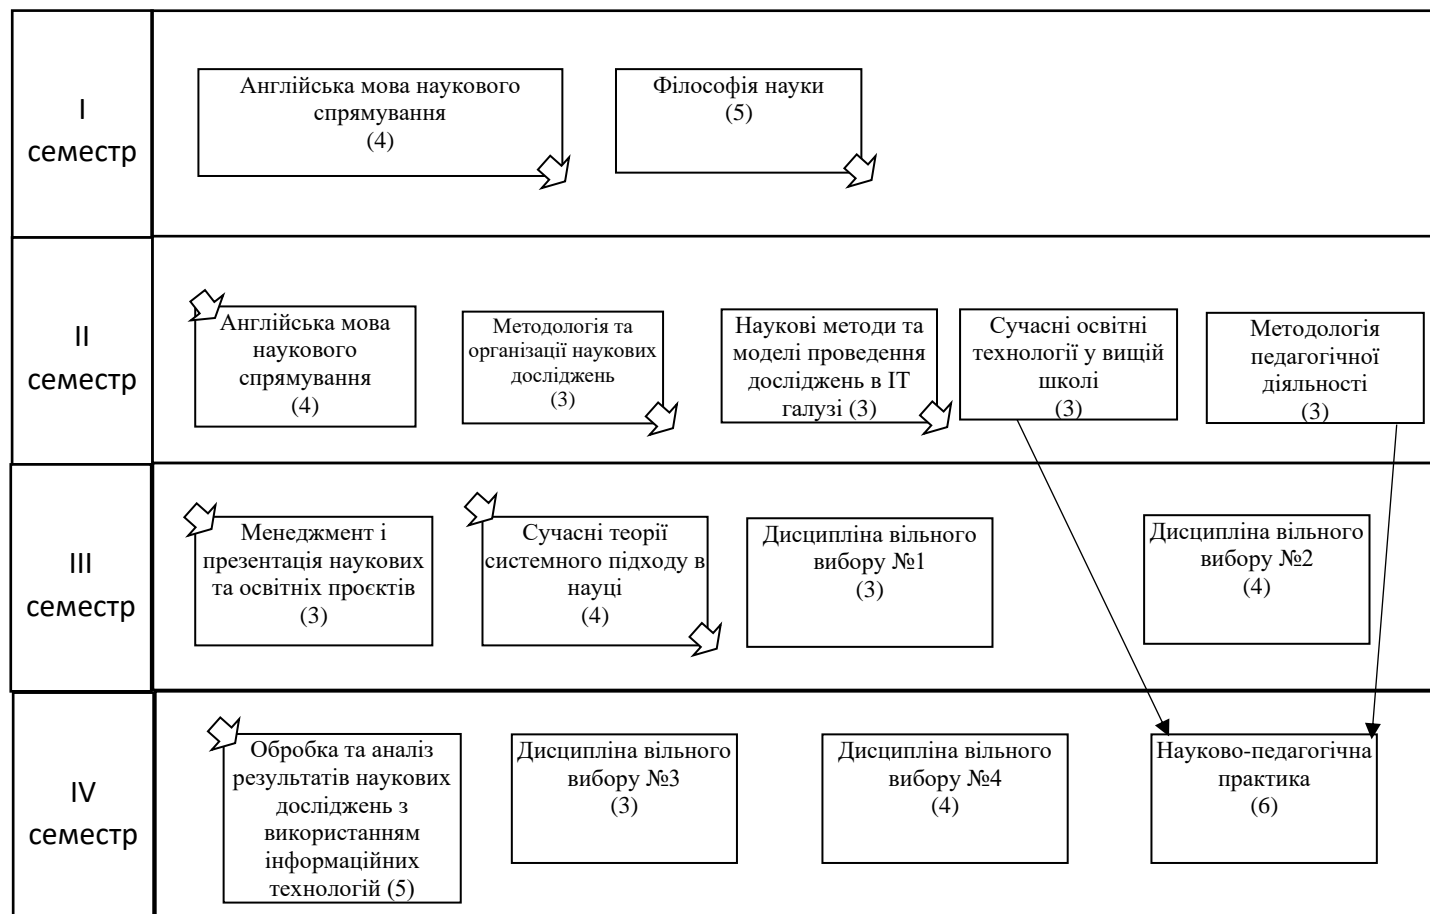 I
семестр
Англійська мова наукового
спрямування
(4)
Філософія науки
(5)
II
семестр
Англійська мова
наукового
спрямування
(4)
Методологія та
організації наукових
досліджень
(3)
Наукові методи та
моделі проведення
досліджень в ІТ
галузі (3)
Сучасні освітні
технології у вищій
школі
(3)
Методологія
педагогічної
діяльності
(3)
III
семестр
Менеджмент і
презентація наукових
та освітніх проєктів
(3)
Сучасні теорії
системного підходу в
науці
(4)
Дисципліна вільного
вибору №1
(3)
Дисципліна вільного
вибору №2
(4)
IV
семестр
Обробка та аналіз
результатів наукових
досліджень з
використанням
інформаційних
технологій (5)
Дисципліна вільного
вибору №3
(3)
Дисципліна вільного
вибору №4
(4)
Науково-педагогічна
практика
(6)